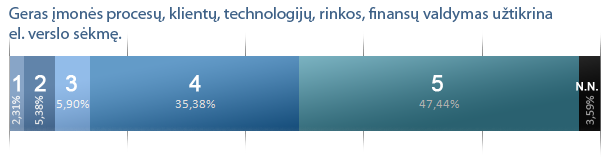 Geras įmonės procesų, klientų, technologijų, rinkos, finansų valdymas užtikrina
el. verslo sėkmę.
1 2 3 4 5 N.N.
2,31% 5,38% 5,90% 35,38% 47,44% 3,59%